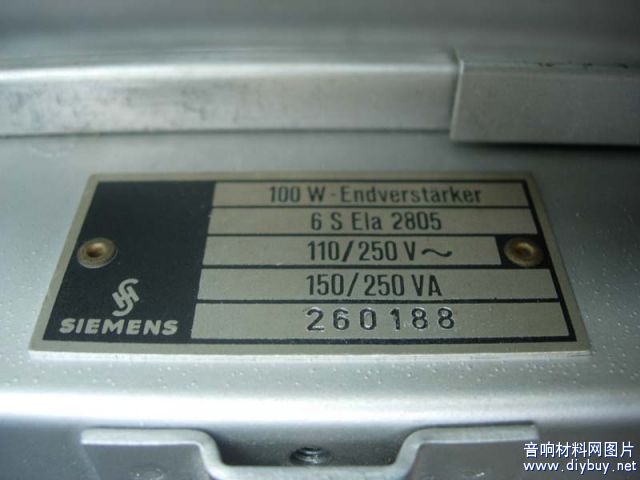 100 W-Endverstärker
6 S Ela 2805
110/250 V~
150/250 VA
260188
SIEMENS
音响材料网图片
www.diybuy.net